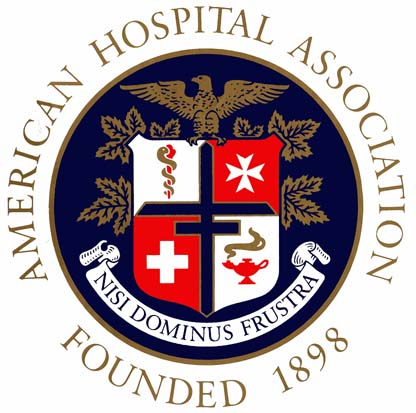 AMERICAN HOSPITAL ASSOCIATION
NISI DOMINUS FRUSTRA
FOUNDED 1898